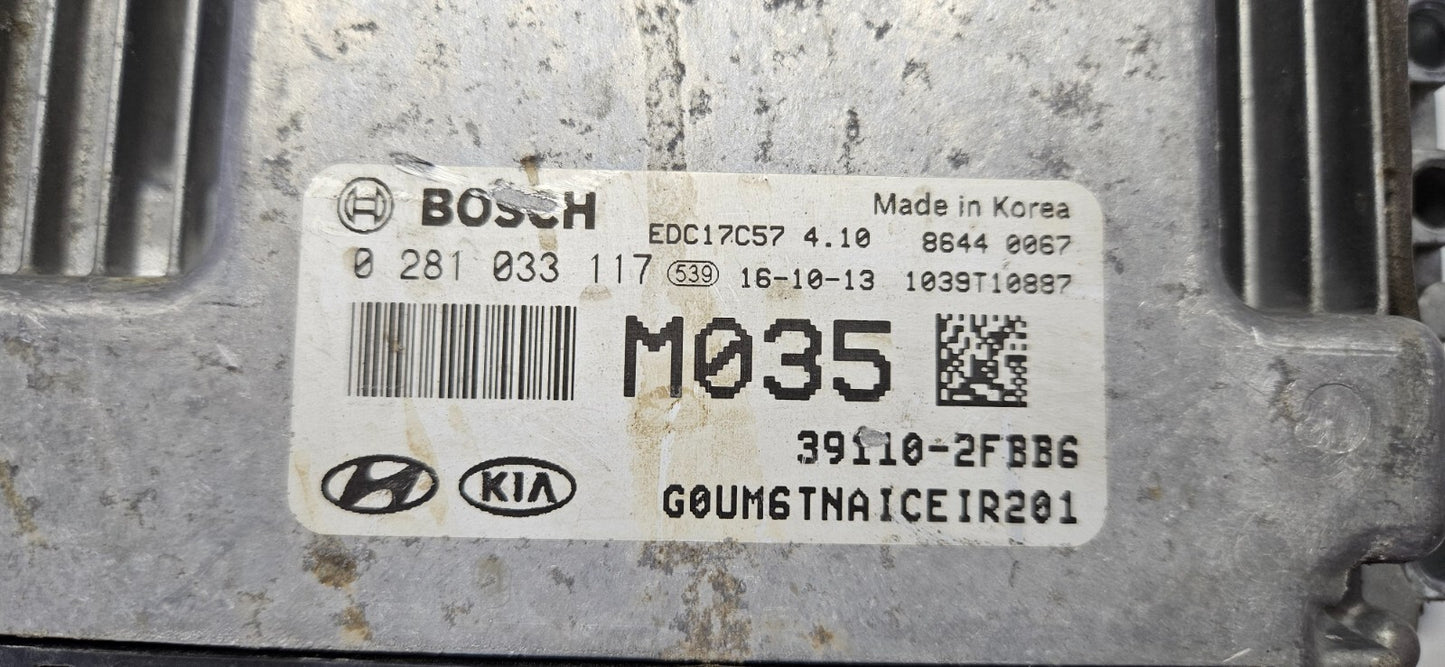 BOSCH
Made in Korea
EDC17C57 4.10 8644 0067
0 281 033 117 539 16-10-13 1039T10887
M035
39110-2FBB6
KIA
G0UM6TNAICEIR201